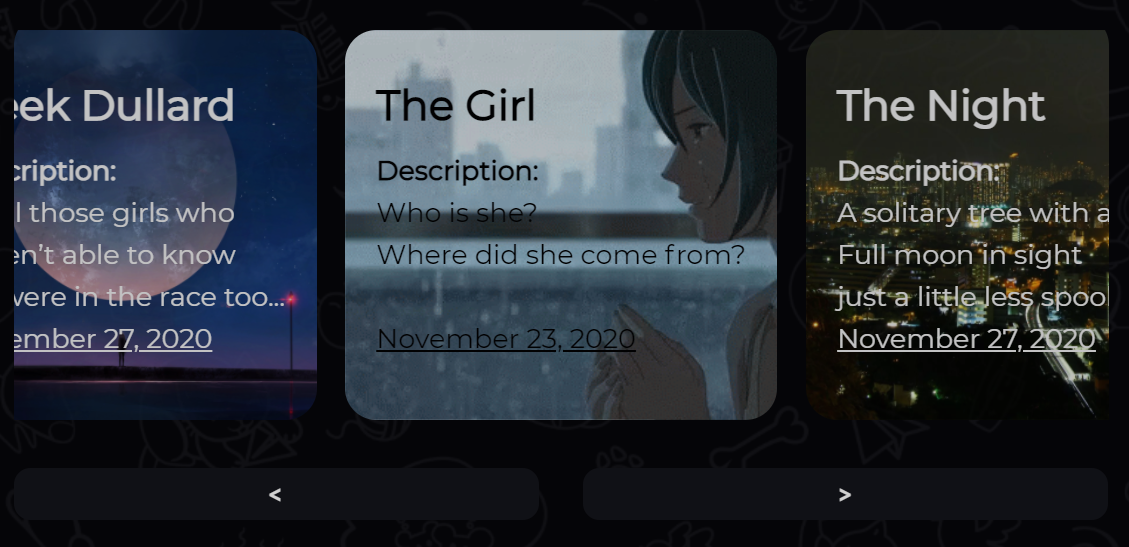 eek Dullard
cription:
l those girls who
en't able to know
were in the race too...
ember 27, 2020
The Girl
Description:
Who is she?
Where did she come from?
November 23, 2020
The Night
Description:
A solitary tree with a
Full moon in sight
just a little less spoo
November 27, 2020
<
>